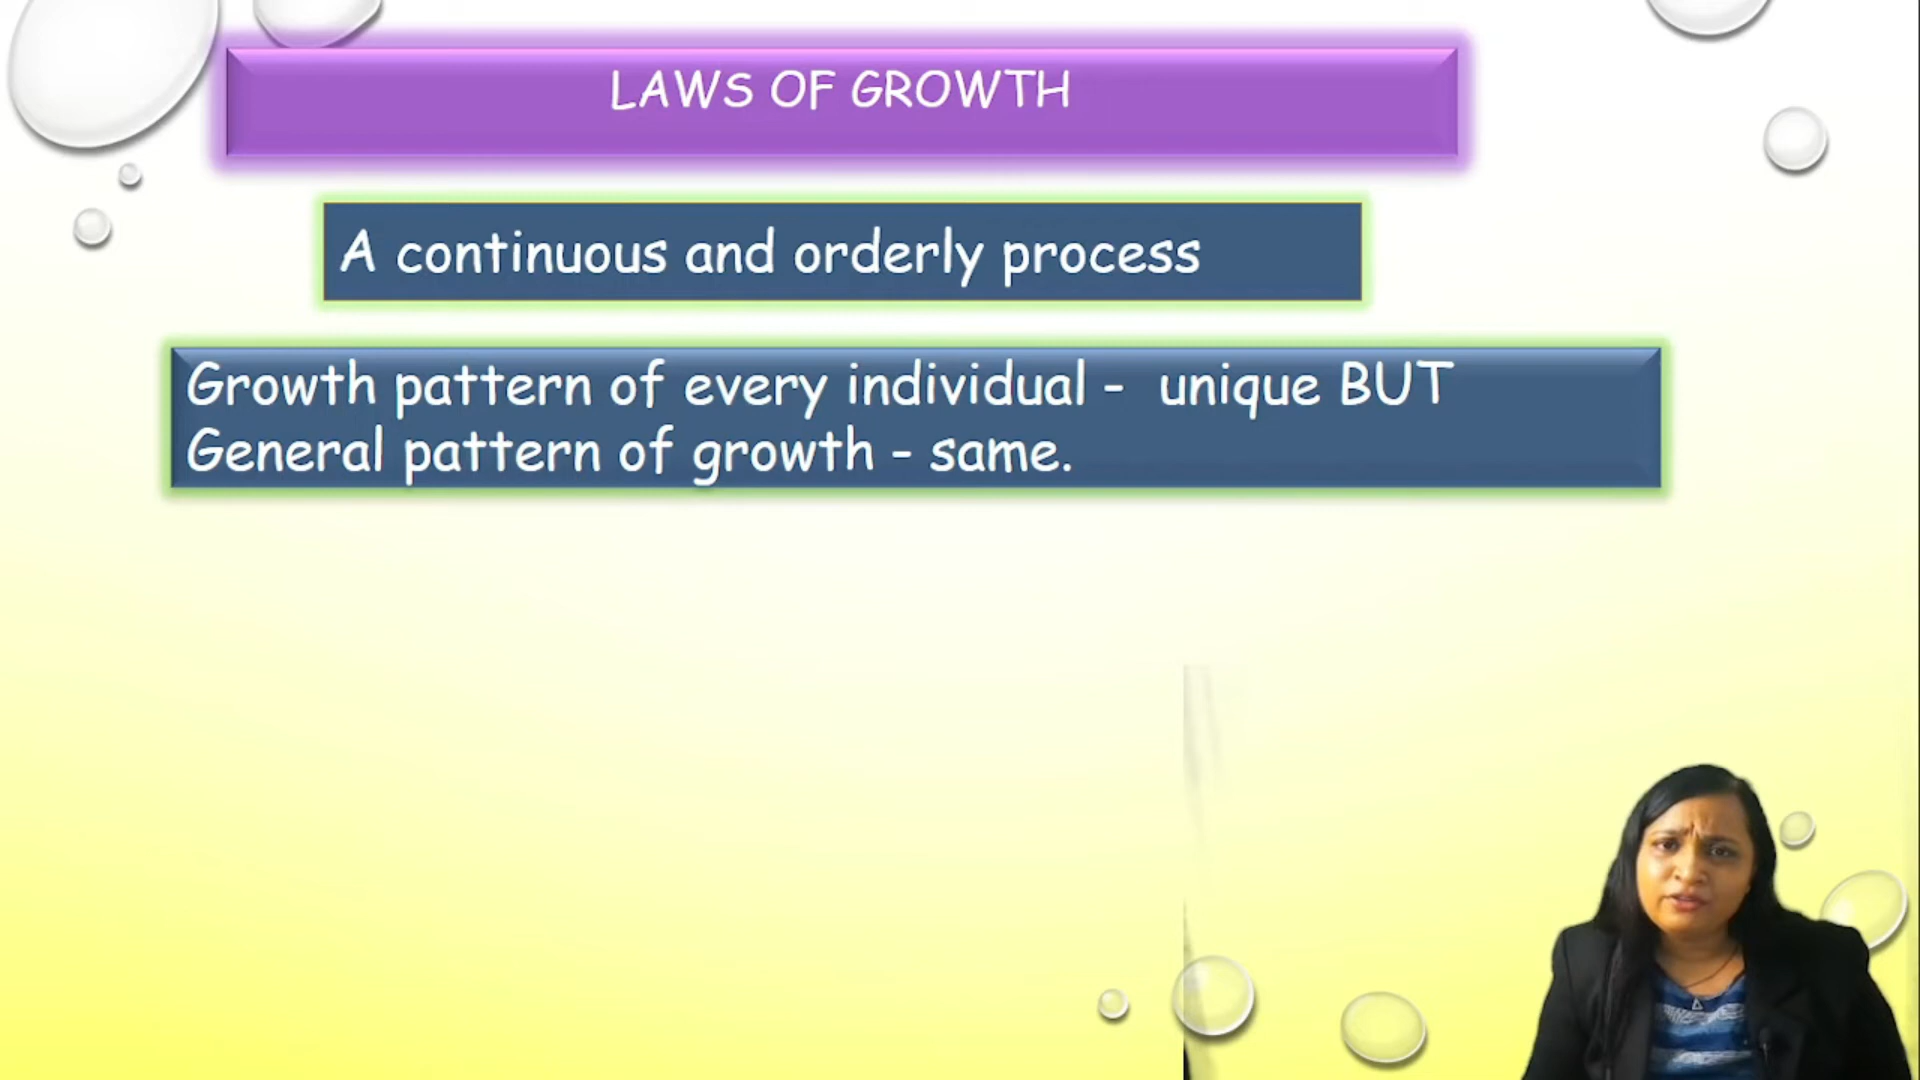 LAWS OF GROWTH
A continuous and orderly process
Growth pattern of every individual - unique BUT
General pattern of growth - same.